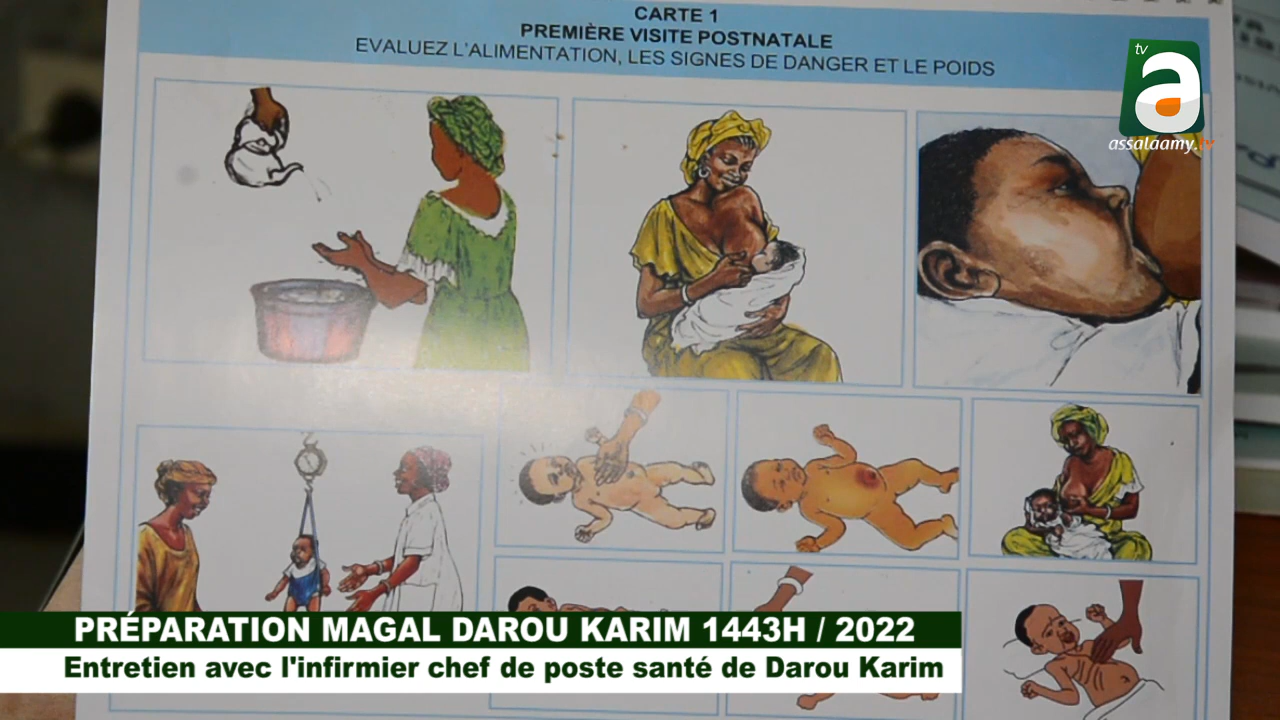 CARTE 1
PREMIÈRE VISITE POSTNATALE
EVALUEZ L'ALIMENTATION, LES SIGNES DE DANGER ET LE POIDS
tv
a
assalaamy.tv
PRÉPARATION MAGAL DAROU KARIM 1443H / 2022
Entretien avec l'infirmier chef de poste santé de Darou Karim